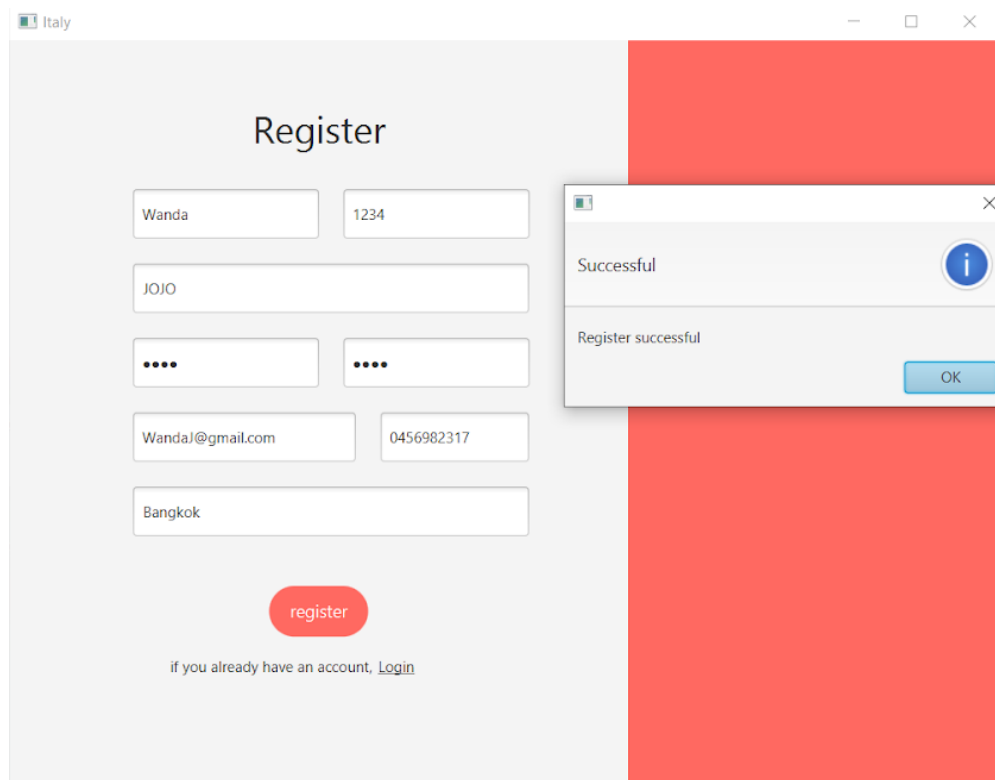 Italy
Register
Wanda 1234
JOJO
•••• ••••
WandaJ@gmail.com 0456982317
Bangkok
register
if you already have an account, Login
Successful
Register successful
OK